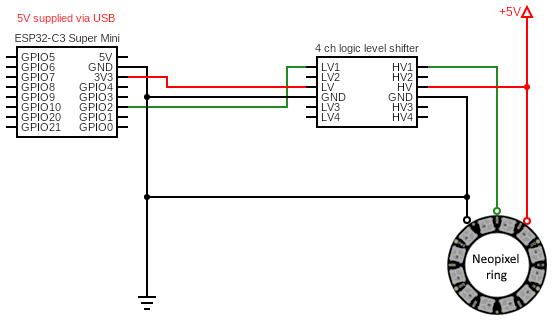 5V supplied via USB
+5V
ESP32-C3 Super Mini
GPIO5 5V
GPIO6 GND
GPIO7 3V3
GPIO8 GPIO4
GPIO9 GPIO3
GPIO10 GPIO2
GPIO20 GPIO1
GPIO21 GPIO0
4 ch logic level shifter
LV1 HV1
LV2 HV2
LV HV
GND GND
LV3 HV3
LV4 HV4
Neopixel
ring